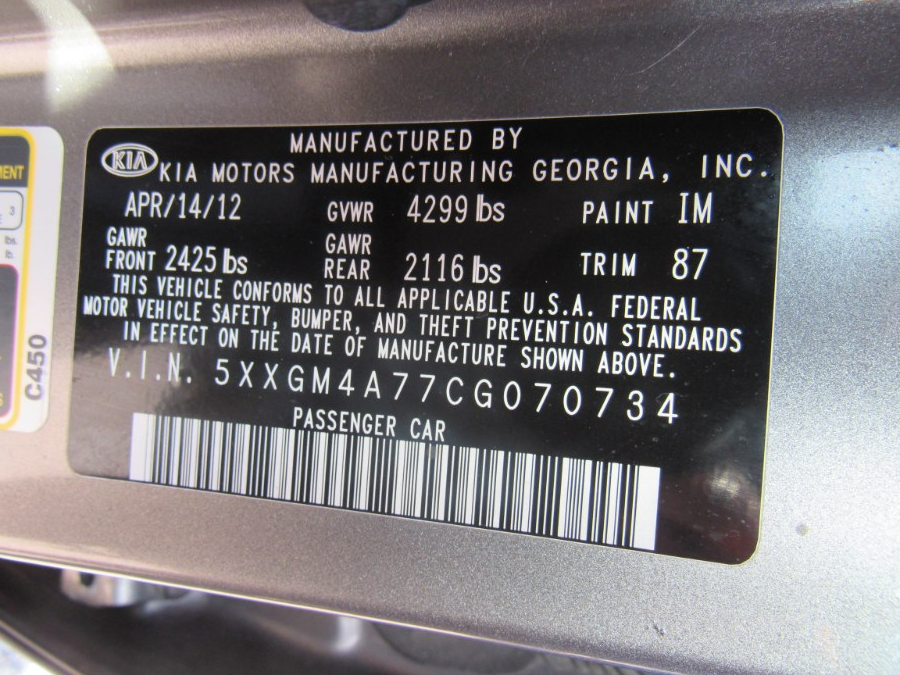 MANUFACTURED BY
KIA KIA MOTORS MANUFACTURING GEORGIA, INC.
APR/14/12 GVWR 4299 lbs PAINT IM
GAWR FRONT 2425 lbs GAWR REAR 2116 lbs TRIM 87
THIS VEHICLE CONFORMS TO ALL APPLICABLE U.S.A. FEDERAL
MOTOR VEHICLE SAFETY, BUMPER, AND THEFT PREVENTION STANDARDS
IN EFFECT ON THE DATE OF MANUFACTURE SHOWN ABOVE.
V.I.N. 5XXGM4A77CG070734
PASSENGER CAR
3
lbs.
C450